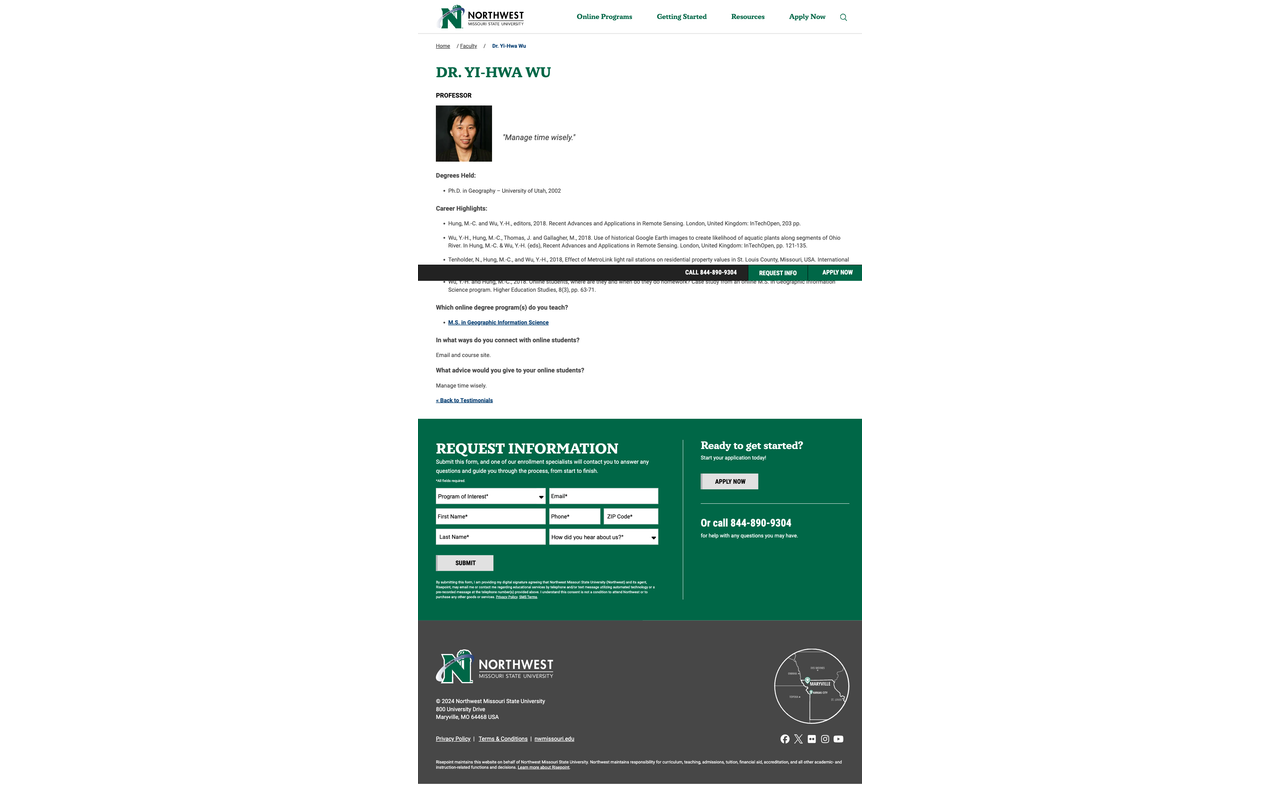 NORTHWEST
MISSOURI STATE UNIVERSITY
Online Programs Getting Started Resources Apply Now
Home / Faculty / Dr. Yi-Hwa Wu
DR. YI-HWA WU
PROFESSOR
"Manage time wisely."
Degrees Held:
• Ph.D. in Geography – University of Utah, 2002
Career Highlights:
• Hung, M.-C. and Wu, Y.-H., editors, 2018. Recent Advances and Applications in Remote Sensing. London, United Kingdom: InTechOpen, 203 pp.
• Wu, Y.-H., Hung, M.-C., Thomas, J. and Gallagher, M., 2018. Use of historical Google Earth images to create likelihood of aquatic plants along segments of Ohio
River. In Hung, M.-C. & Wu, Y.-H. (eds), Recent Advances and Applications in Remote Sensing. London, United Kingdom: InTechOpen, pp. 121-135.
• Tenholder, N., Hung, M.-C., and Wu, Y.-H., 2018, Effect of MetroLink light rail stations on residential property values in St. Louis County, Missouri, USA. International
CALL 844-890-9304 REQUEST INFO APPLY NOW
• Wu, Y.-H. and Hung, M.-C., 2018. Online students, where are they and when do they do homework? Case study from an online M.S. in Geographic Information
Science program. Higher Education Studies, 8(3), pp. 63-71.
Which online degree program(s) do you teach?
• M.S. in Geographic Information Science
In what ways do you connect with online students?
Email and course site.
What advice would you give to your online students?
Manage time wisely.
« Back to Testimonials
REQUEST INFORMATION
Submit this form, and one of our enrollment specialists will contact you to answer any
questions and guide you through the process, from start to finish.
*All fields required.
Program of Interest* Email*
First Name* Phone* ZIP Code*
Last Name* How did you hear about us?*
SUBMIT
By submitting this form, I am providing my digital signature agreeing that Northwest Missouri State University (Northwest) and its agent,
Risepoint, may email me or contact me regarding educational services by telephone and/or text message utilizing automated technology or a
pre-recorded message at the telephone number(s) provided above. I understand this consent is not a condition to attend Northwest or to
purchase any other goods or services. Privacy Policy. SMS Terms.
Ready to get started?
Start your application today!
APPLY NOW
Or call 844-890-9304
for help with any questions you may have.
NORTHWEST
MISSOURI STATE UNIVERSITY
MARYVILLE
© 2024 Northwest Missouri State University
800 University Drive
Maryville, MO 64468 USA
Privacy Policy | Terms & Conditions | nwmissouri.edu
Risepoint maintains this website on behalf of Northwest Missouri State University. Northwest maintains responsibility for curriculum, teaching, admissions, tuition, financial aid, accreditation, and all other academic- and
instruction-related functions and decisions. Learn more about Risepoint.